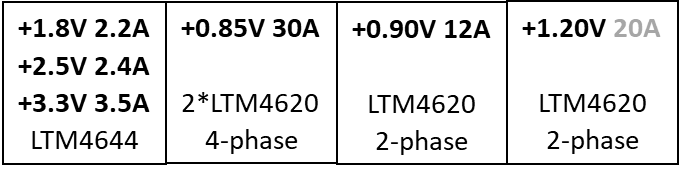 +1.8V 2.2A
+2.5V 2.4A
+3.3V 3.5A
LTM4644
+0.85V 30A
2*LTM4620
4-phase
+0.90V 12A
LTM4620
2-phase
+1.20V 20A
LTM4620
2-phase